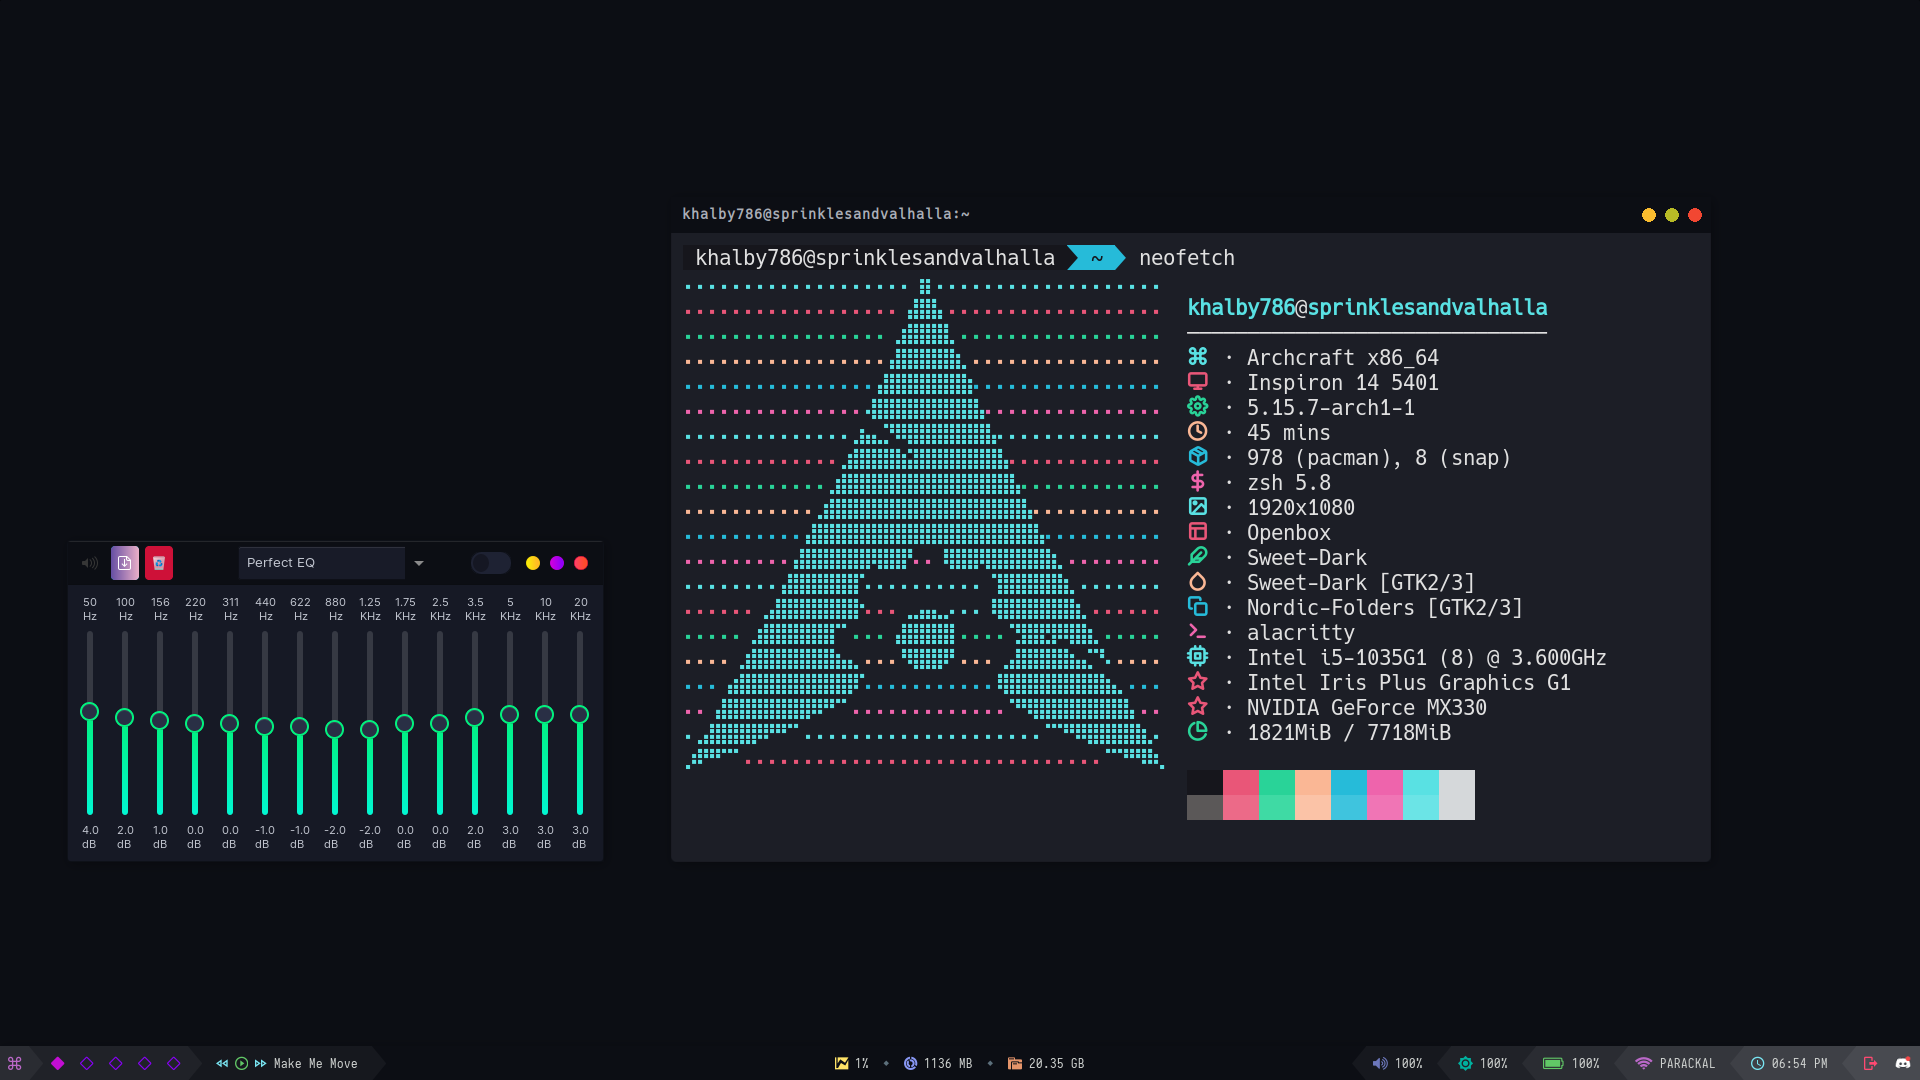 khalby786@sprinklesandvalhalla:~
khalby786@sprinklesandvalhalla ~ neofetch
khalby786@sprinklesandvalhalla
· Archcraft x86_64
· Inspiron 14 5401
· 5.15.7-arch1-1
· 45 mins
· 978 (pacman), 8 (snap)
· zsh 5.8
· 1920x1080
· Openbox
· Sweet-Dark
· Sweet-Dark [GTK2/3]
· Nordic-Folders [GTK2/3]
· alacritty
· Intel i5-1035G1 (8) @ 3.600GHz
· Intel Iris Plus Graphics G1
· NVIDIA GeForce MX330
· 1821MiB / 7718MiB
Perfect EQ
50 100 156 220 311 440 622 880 1.25 1.75 2.5 3.5 5 10 20
Hz Hz Hz Hz Hz Hz Hz Hz KHz KHz KHz KHz KHz KHz KHz
4.0 2.0 1.0 0.0 0.0 -1.0 -1.0 -2.0 -2.0 0.0 0.0 2.0 3.0 3.0 3.0
dB dB dB dB dB dB dB dB dB dB dB dB dB dB dB
Make Me Move 1% 1136 MB 20.35 GB 100% 100% 100% PARACKAL 06:54 PM